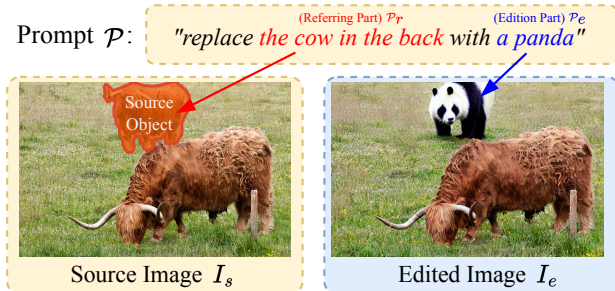 (Referring Part) 𝒫r (Edition Part) 𝒫e
Prompt 𝒫: "replace the cow in the back with a panda"
Source
Object
Source Image Is
Edited Image Ie